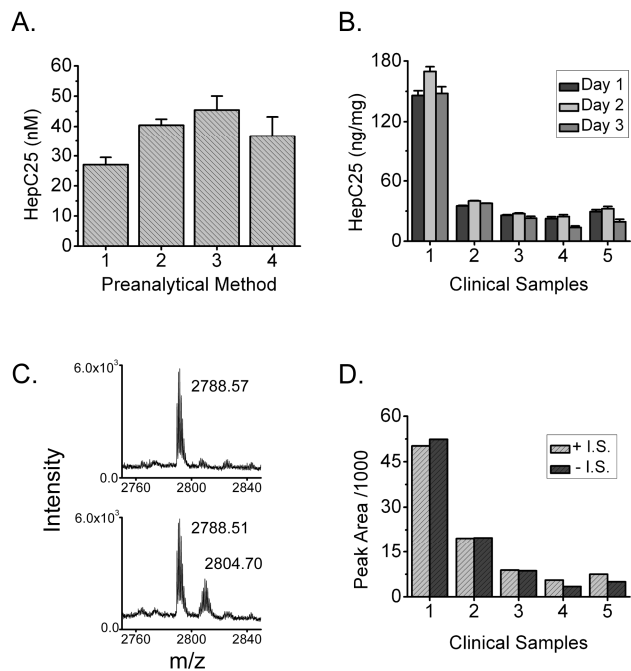 A.
HepC25 (nM)
60
50
40
30
20
10
0
1 2 3 4
Preanalytical Method
B.
HepC25 (ng/mg)
180
120
60
0
Day 1
Day 2
Day 3
1 2 3 4 5
Clinical Samples
C.
Intensity
6.0x10³
2788.57
0.0
2760 2800 2840
6.0x10³
2788.51
2804.70
0.0
2760 2800 2840
m/z
D.
Peak Area /1000
60
45
30
15
0
+ I.S.
- I.S.
1 2 3 4 5
Clinical Samples